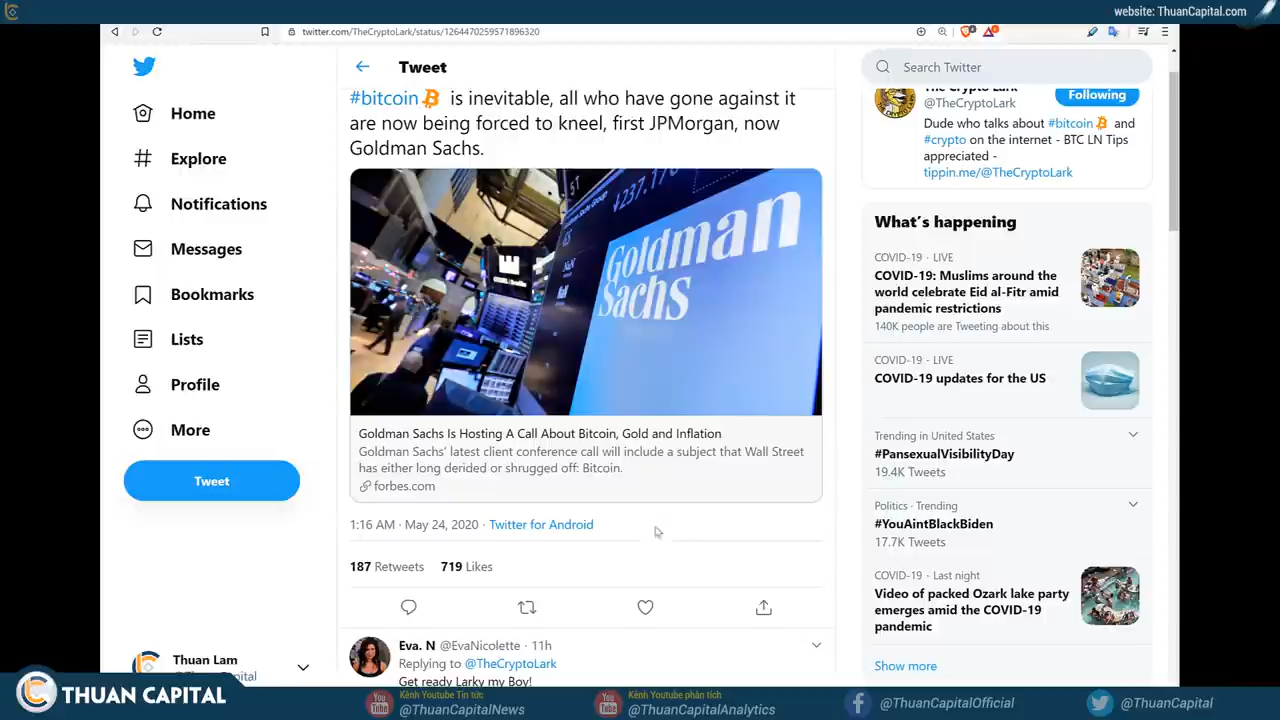 website: ThuanCapital.com
twitter.com/TheCryptoLark/status/1264470259571896320
Tweet
Search Twitter
Home
Explore
Notifications
Messages
Bookmarks
Lists
Profile
More
Tweet
Thuan Lam
#bitcoin is inevitable, all who have gone against it
are now being forced to kneel, first JPMorgan, now
Goldman Sachs.
237.17
Goldman
Sachs
Goldman Sachs Is Hosting A Call About Bitcoin, Gold and Inflation
Goldman Sachs' latest client conference call will include a subject that Wall Street
has either long derided or shrugged off: Bitcoin.
forbes.com
1:16 AM · May 24, 2020 · Twitter for Android
187 Retweets 719 Likes
Eva. N @EvaNicolette · 11h
Replying to @TheCryptoLark
Get ready Larky my Boy!
The Crypto Lark
@TheCryptoLark
Following
Dude who talks about #bitcoin and
#crypto on the internet - BTC LN Tips
appreciated -
tippin.me/@TheCryptoLark
What's happening
COVID-19 · LIVE
COVID-19: Muslims around the
world celebrate Eid al-Fitr amid
pandemic restrictions
140K people are Tweeting about this
COVID-19 · LIVE
COVID-19 updates for the US
Trending in United States
#PansexualVisibilityDay
19.4K Tweets
Politics · Trending
#YouAintBlackBiden
17.7K Tweets
COVID-19 · Last night
Video of packed Ozark lake party
emerges amid the COVID-19
pandemic
Show more
THUAN CAPITAL
You
Tube
Kênh Youtube Tin tức
@ThuanCapitalNews
You
Tube
Kênh Youtube phân tích
@ThuanCapitalAnalytics
@ThuanCapitalOfficial
@ThuanCapital